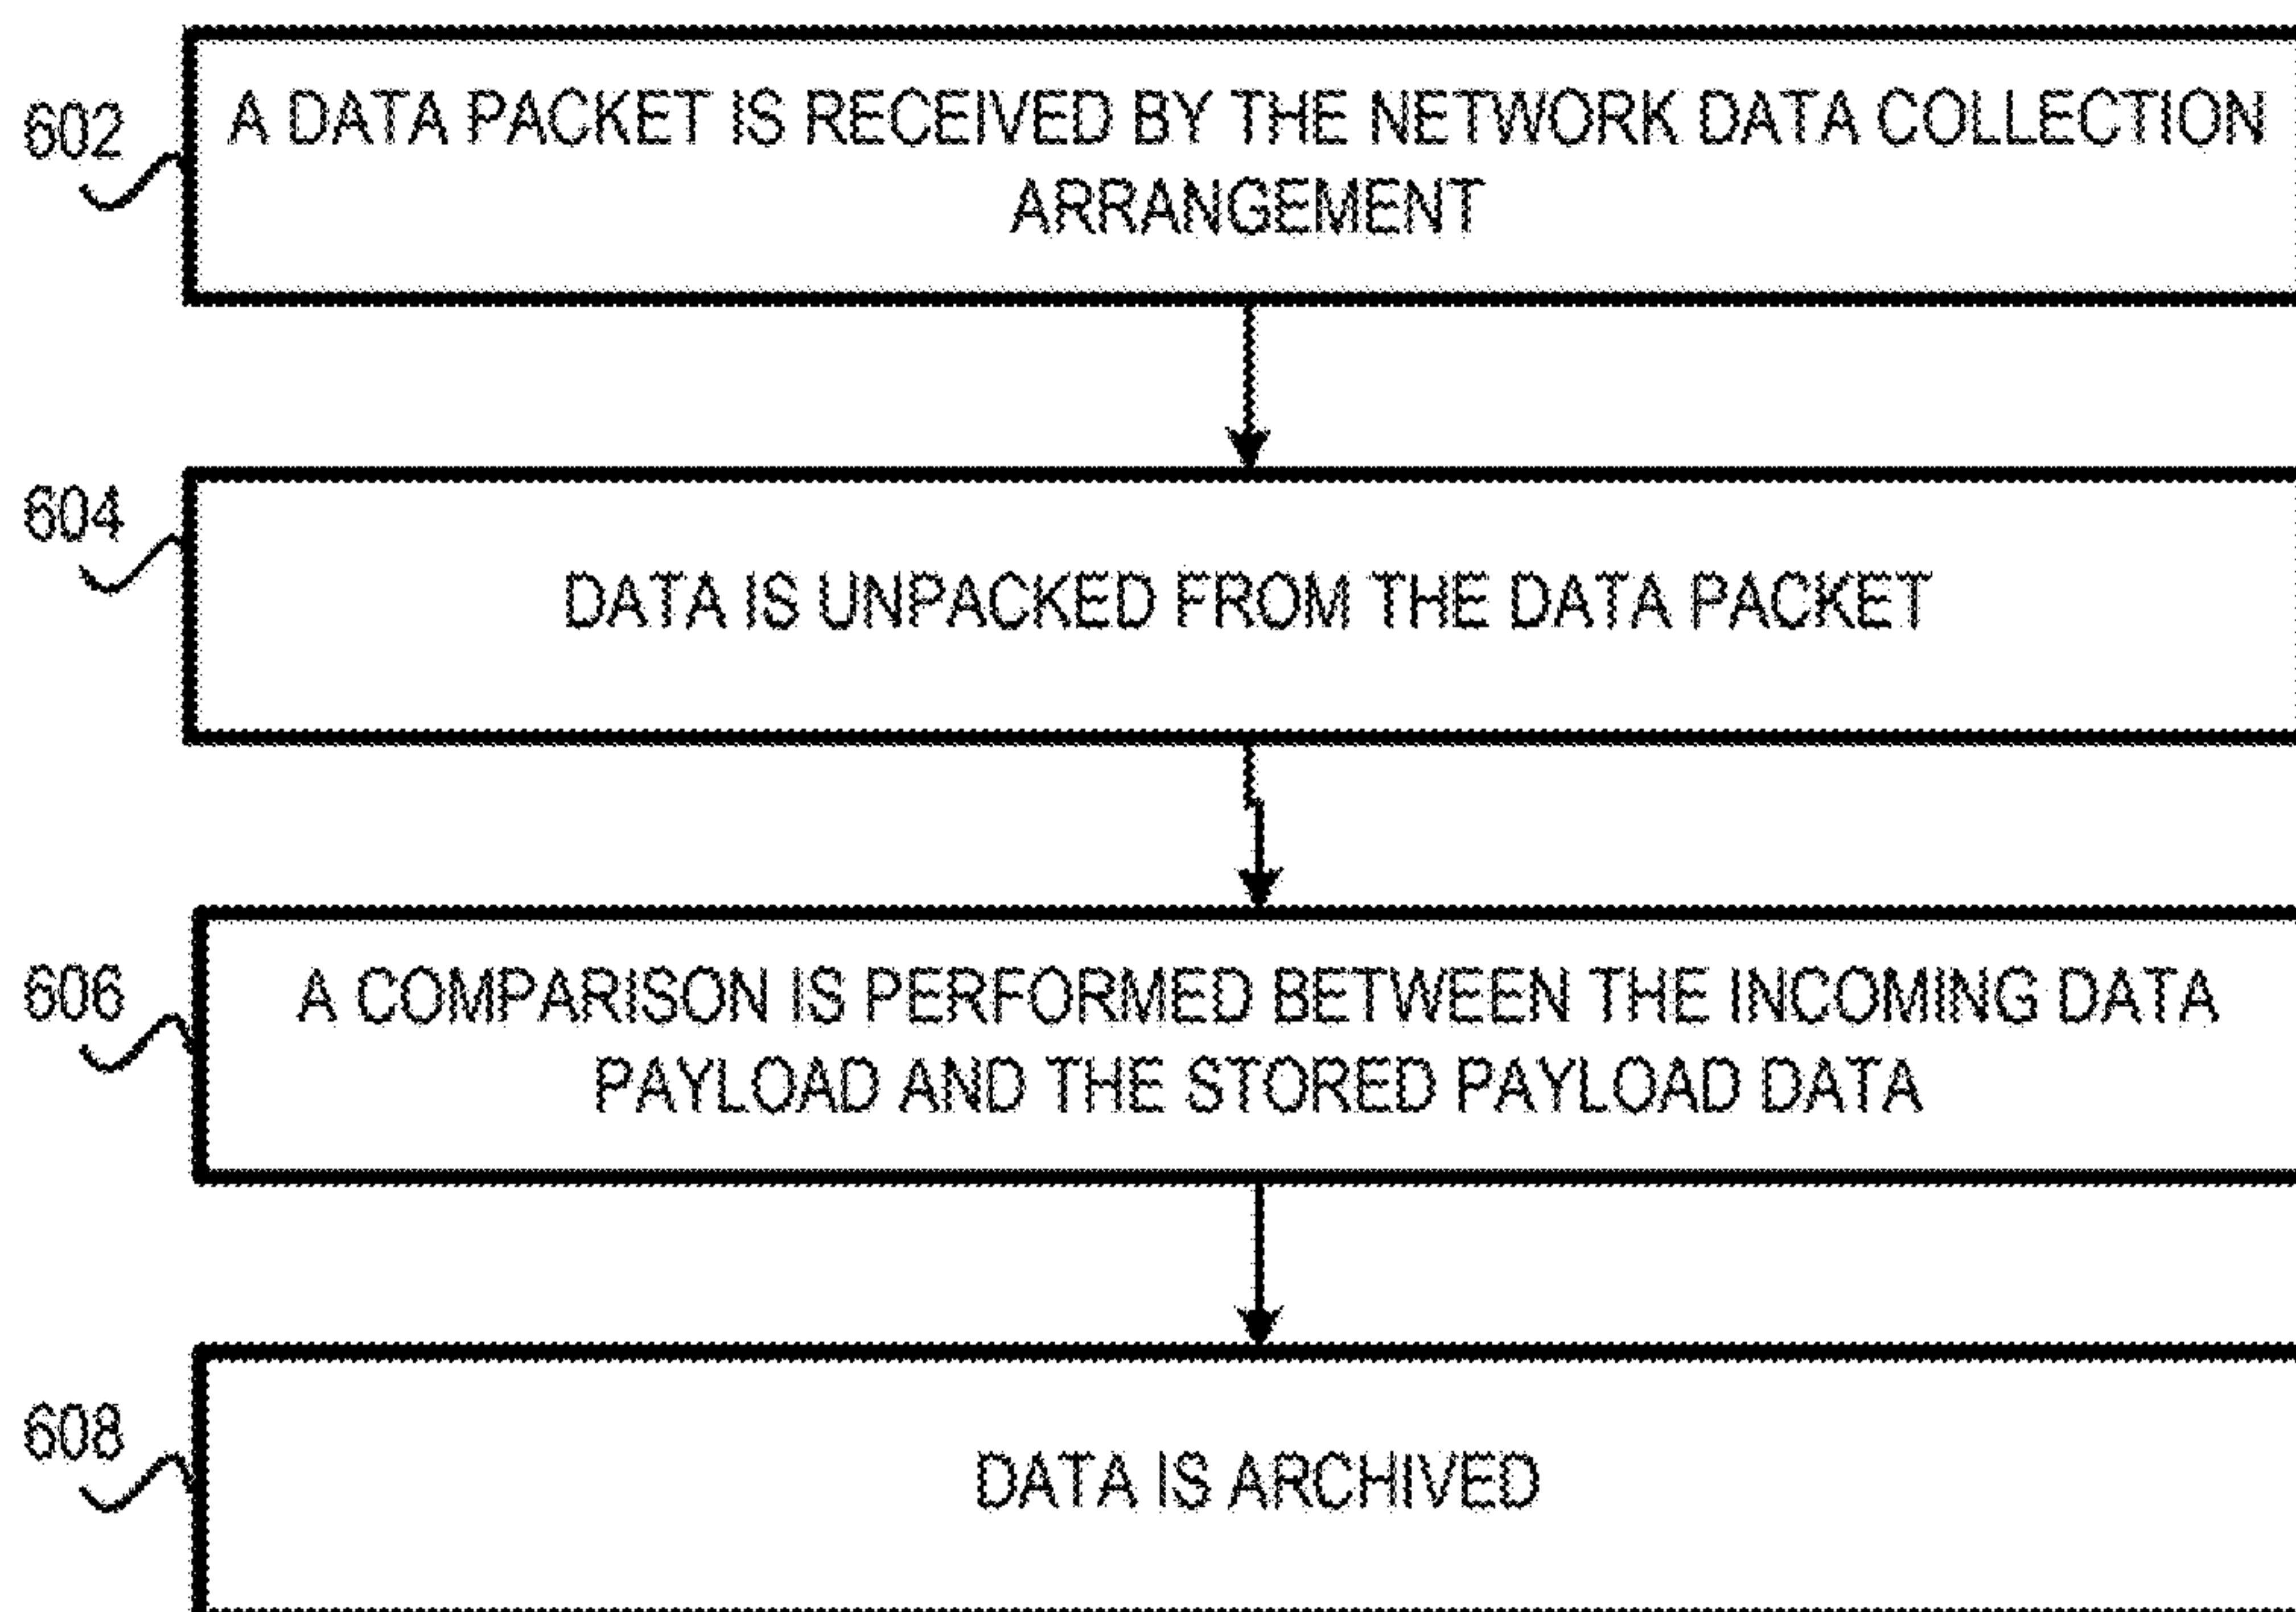 602
A DATA PACKET IS RECEIVED BY THE NETWORK DATA COLLECTION
ARRANGEMENT
604
DATA IS UNPACKED FROM THE DATA PACKET
606
A COMPARISON IS PERFORMED BETWEEN THE INCOMING DATA
PAYLOAD AND THE STORED PAYLOAD DATA
608
DATA IS ARCHIVED